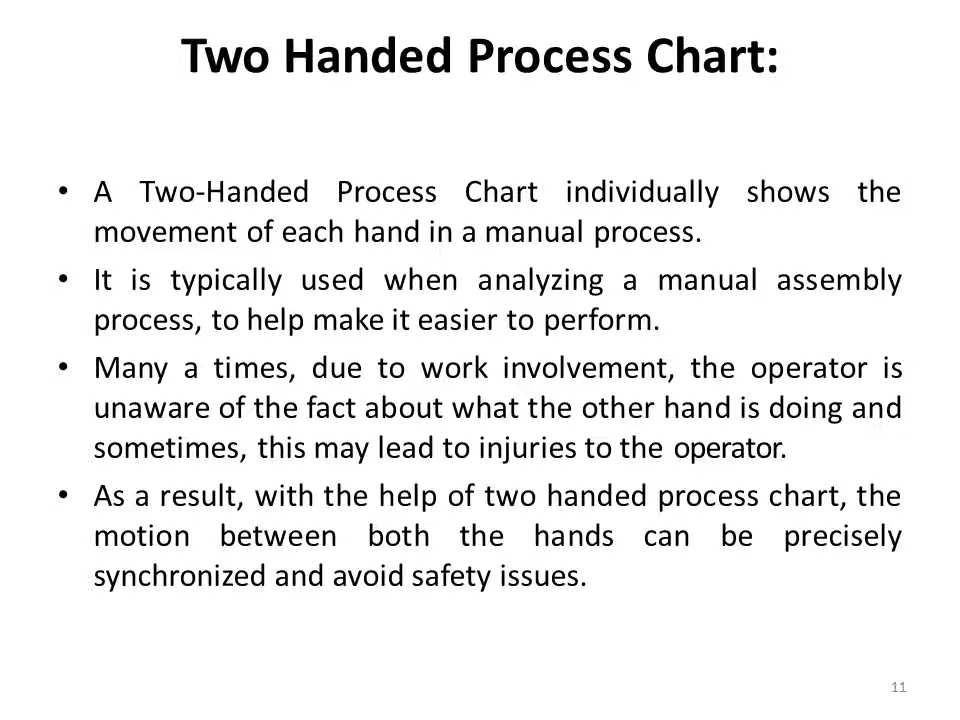 Two Handed Process Chart:
• A Two-Handed Process Chart individually shows the
movement of each hand in a manual process.
• It is typically used when analyzing a manual assembly
process, to help make it easier to perform.
• Many a times, due to work involvement, the operator is
unaware of the fact about what the other hand is doing and
sometimes, this may lead to injuries to the operator.
• As a result, with the help of two handed process chart, the
motion between both the hands can be precisely
synchronized and avoid safety issues.
11